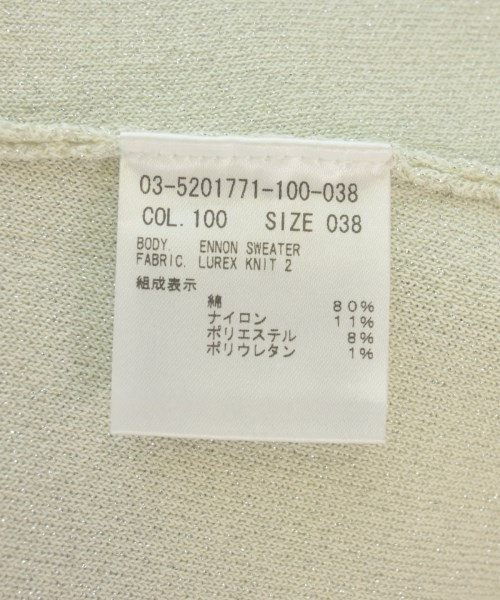 03-5201771-100-038
COL. 100 SIZE 038
BODY. ENNON SWEATER
FABRIC. LUREX KNIT 2
組成表示
綿 80%
ナイロン 11%
ポリエステル 8%
ポリウレタン 1%